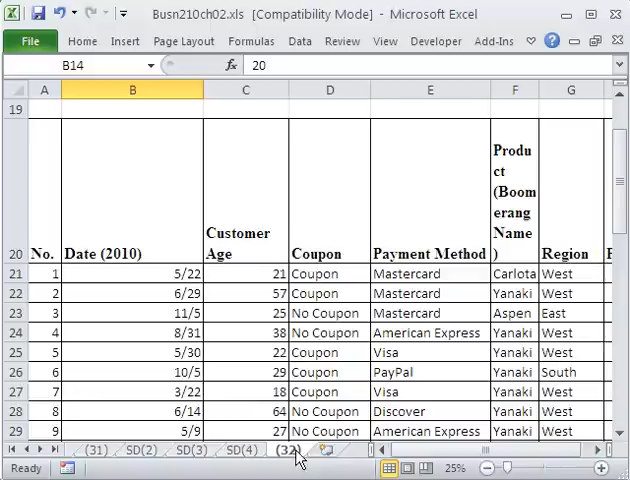 Busn210ch02.xls [Compatibility Mode] - Microsoft Excel
File Home Insert Page Layout Formulas Data Review View Developer Add-Ins
B14 fx 20
A B C D E F G
19
20 No. Date (2010) Customer Age Coupon Payment Method Produ ct (Boom erang Name ) Region
21 1 5/22 21 Coupon Mastercard Carlota West
22 2 6/29 57 Coupon Mastercard Yanaki West
23 3 11/5 25 No Coupon Mastercard Aspen East
24 4 8/31 38 No Coupon American Express Yanaki West
25 5 5/30 22 Coupon Visa Yanaki West
26 6 10/5 29 Coupon PayPal Yanaki South
27 7 3/22 18 Coupon Visa Yanaki West
28 8 6/14 64 No Coupon Discover Yanaki West
29 9 5/9 27 No Coupon American Express Yanaki West
(31) SD(2) SD(3) SD(4) (32)
Ready 25%